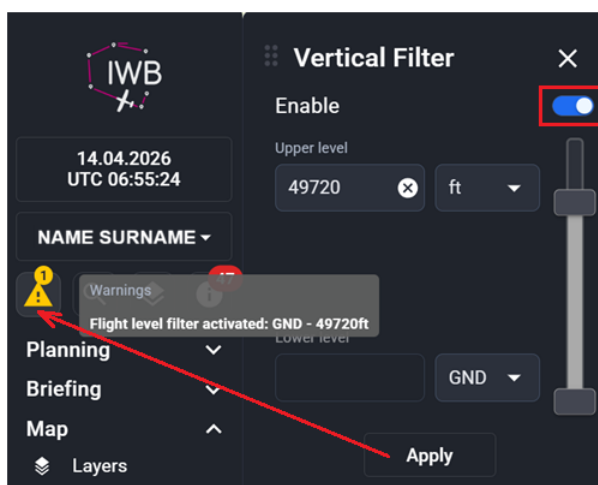 IWB
14.04.2026
UTC 06:55:24
NAME SURNAME
1
47
Warnings
Flight level filter activated: GND - 49720ft
Planning
Briefing
Map
Layers
Vertical Filter
Enable
Upper level
49720
ft
Lower level
GND
Apply